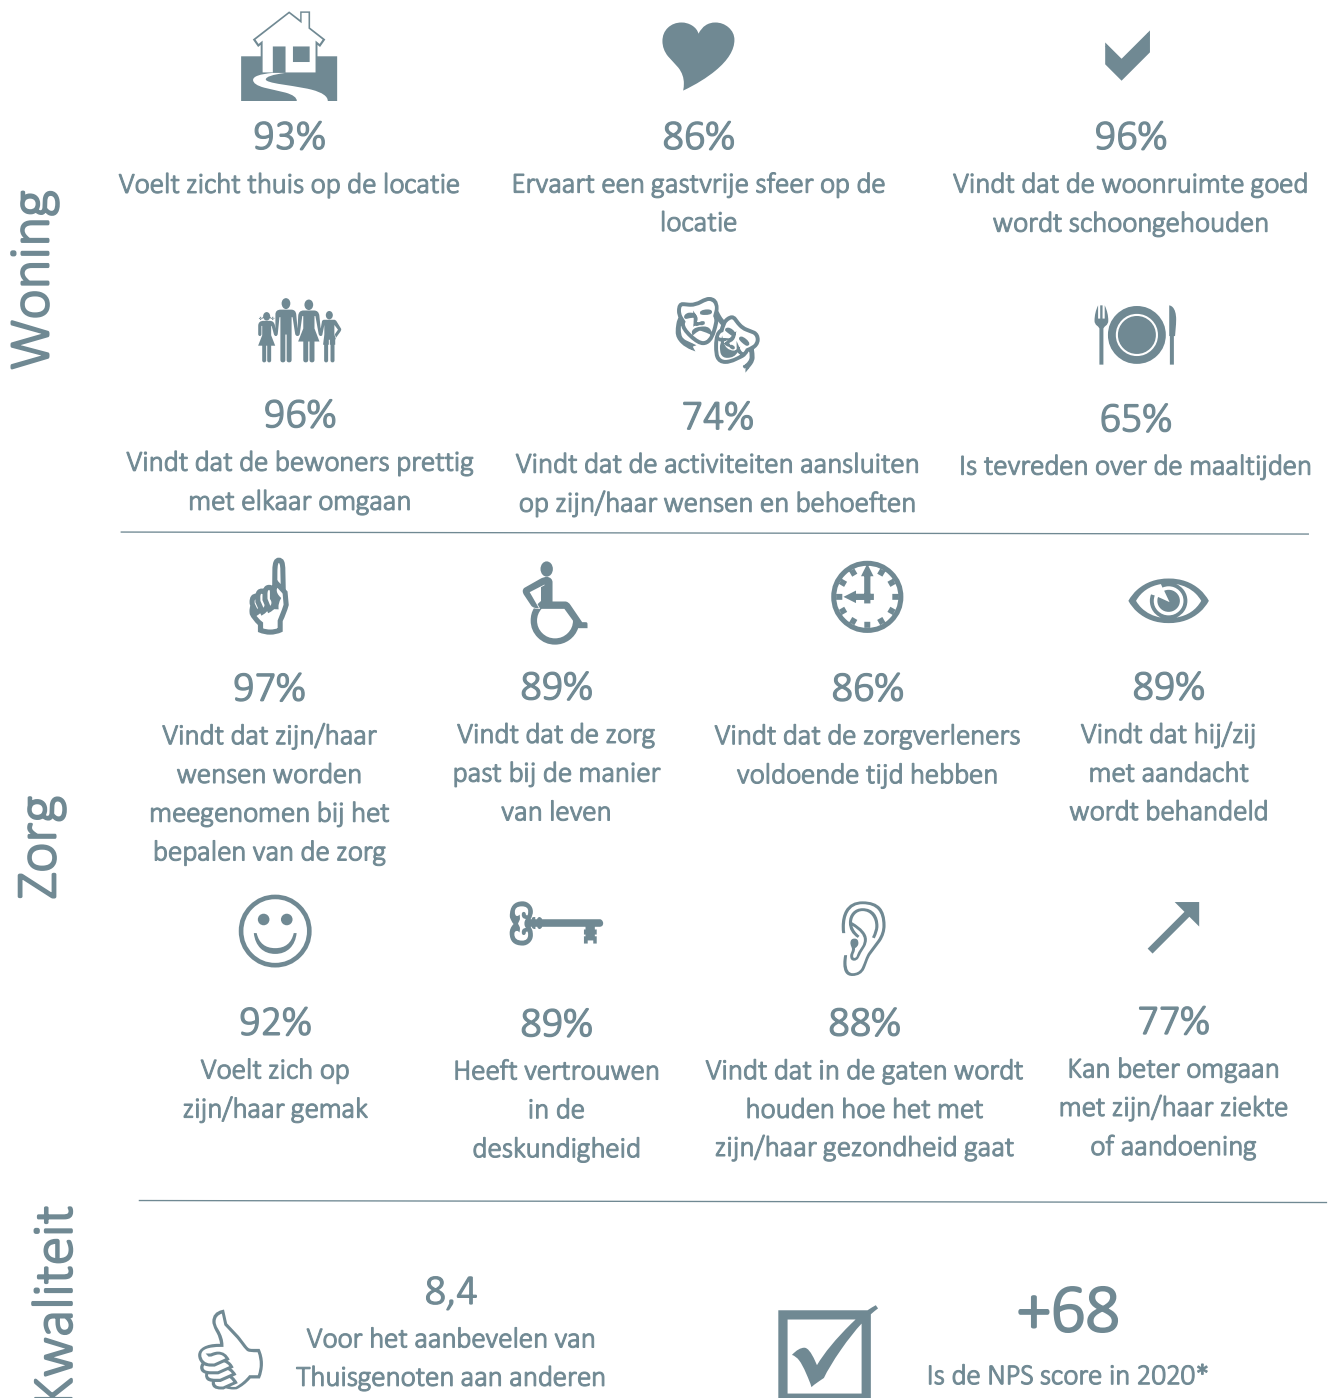 Woning
93%
Voelt zicht thuis op de locatie
86%
Ervaart een gastvrije sfeer op de
locatie
96%
Vindt dat de woonruimte goed
wordt schoongehouden
96%
Vindt dat de bewoners prettig
met elkaar omgaan
74%
Vindt dat de activiteiten aansluiten
op zijn/haar wensen en behoeften
65%
Is tevreden over de maaltijden
Zorg
97%
Vindt dat zijn/haar
wensen worden
meegenomen bij het
bepalen van de zorg
89%
Vindt dat de zorg
past bij de manier
van leven
86%
Vindt dat de zorgverleners
voldoende tijd hebben
89%
Vindt dat hij/zij
met aandacht
wordt behandeld
92%
Voelt zich op
zijn/haar gemak
89%
Heeft vertrouwen
in de
deskundigheid
88%
Vindt dat in de gaten wordt
houden hoe het met
zijn/haar gezondheid gaat
77%
Kan beter omgaan
met zijn/haar ziekte
of aandoening
Kwaliteit
8,4
Voor het aanbevelen van
Thuisgenoten aan anderen
+68
Is de NPS score in 2020*